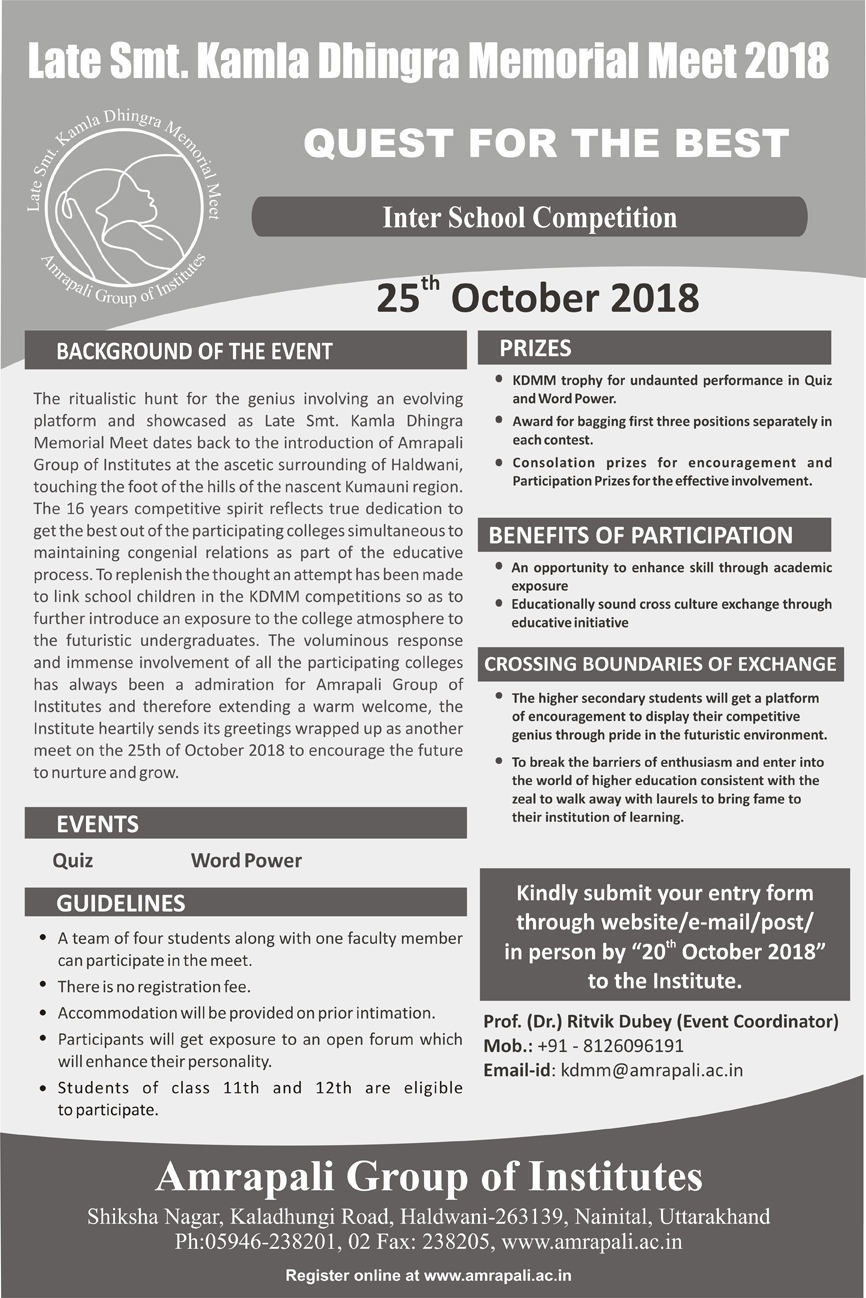 Late Smt. Kamla Dhingra Memorial Meet 2018
Late Smt. Kamla Dhingra Memorial Meet
Amrapali Group of Institutes
QUEST FOR THE BEST
Inter School Competition
25th October 2018
BACKGROUND OF THE EVENT
The ritualistic hunt for the genius involving an evolving
platform and showcased as Late Smt. Kamla Dhingra
Memorial Meet dates back to the introduction of Amrapali
Group of Institutes at the ascetic surrounding of Haldwani,
touching the foot of the hills of the nascent Kumauni region.
The 16 years competitive spirit reflects true dedication to
get the best out of the participating colleges simultaneous to
maintaining congenial relations as part of the educative
process. To replenish the thought an attempt has been made
to link school children in the KDMM competitions so as to
further introduce an exposure to the college atmosphere to
the futuristic undergraduates. The voluminous response
and immense involvement of all the participating colleges
has always been a admiration for Amrapali Group of
Institutes and therefore extending a warm welcome, the
Institute heartily sends its greetings wrapped up as another
meet on the 25th of October 2018 to encourage the future
to nurture and grow.
EVENTS
Quiz Word Power
GUIDELINES
• A team of four students along with one faculty member
can participate in the meet.
• There is no registration fee.
• Accommodation will be provided on prior intimation.
• Participants will get exposure to an open forum which
will enhance their personality.
• Students of class 11th and 12th are eligible
to participate.
PRIZES
• KDMM trophy for undaunted performance in Quiz
and Word Power.
• Award for bagging first three positions separately in
each contest.
• Consolation prizes for encouragement and
Participation Prizes for the effective involvement.
BENEFITS OF PARTICIPATION
• An opportunity to enhance skill through academic
exposure
• Educationally sound cross culture exchange through
educative initiative
CROSSING BOUNDARIES OF EXCHANGE
• The higher secondary students will get a platform
of encouragement to display their competitive
genius through pride in the futuristic environment.
• To break the barriers of enthusiasm and enter into
the world of higher education consistent with the
zeal to walk away with laurels to bring fame to
their institution of learning.
Kindly submit your entry form
through website/e-mail/post/
in person by “20th October 2018”
to the Institute.
Prof. (Dr.) Ritvik Dubey (Event Coordinator)
Mob.: +91 - 8126096191
Email-id: kdmm@amrapali.ac.in
Amrapali Group of Institutes
Shiksha Nagar, Kaladhungi Road, Haldwani-263139, Nainital, Uttarakhand
Ph:05946-238201, 02 Fax: 238205, www.amrapali.ac.in
Register online at www.amrapali.ac.in